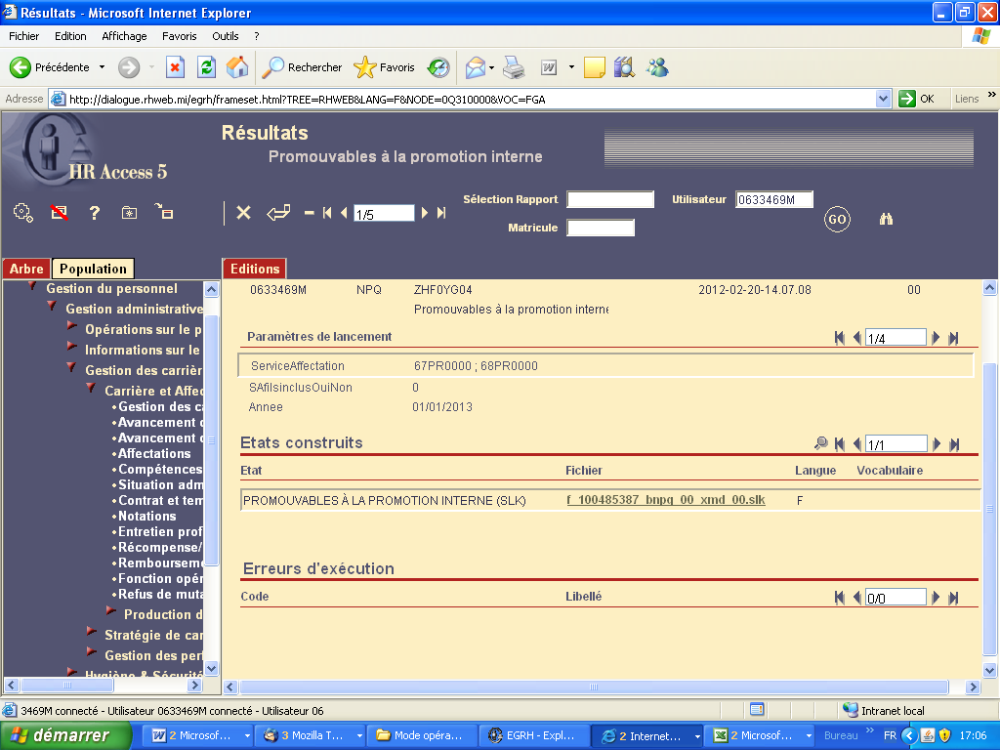 Résultats - Microsoft Internet Explorer
Fichier Edition Affichage Favoris Outils ?
Précédente Rechercher Favoris
Adresse http://dialogue.rhweb.mi/egrh/frameset.html?TREE=RHWEB&LANG=F&NODE=0Q310000&VOC=FGA OK Liens »
HR Access 5
Résultats
Promouvables à la promotion interne
1/5
Sélection Rapport Utilisateur 0633469M
Matricule
GO
Arbre Population
Editions
Gestion du personnel
Gestion administrative
Opérations sur le p
Informations sur le
Gestion des carrièr
Carrière et Affec
Gestion des ca
Avancement d
Avancement d
Affectations
Compétences
Situation adm
Contrat et tem
Notations
Entretien prof
Récompense/
Rembourseme
Fonction opér
Refus de muta
Production d
Stratégie de car
Gestion des perf
Hygiène & Sécurité
0633469M NPQ ZHF0YG04 2012-02-20-14.07.08 00
Promouvables à la promotion interne
Paramètres de lancement 1/4
ServiceAffectation 67PR0000 ; 68PR0000
SAfilsinclusOuiNon 0
Annee 01/01/2013
Etats construits 1/1
Etat Fichier Langue Vocabulaire
PROMOUVABLES À LA PROMOTION INTERNE (SLK) f_100485387_bnpq_00_xmd_00.slk F
Erreurs d'exécution
Code Libellé 0/0
3469M connecté - Utilisateur 0633469M connecté - Utilisateur 06 Intranet local
démarrer 2 Microsof... 3 Mozilla T... Mode opéra... EGRH - Expl... 2 Internet... 2 Microsof... Bureau » FR 17:06